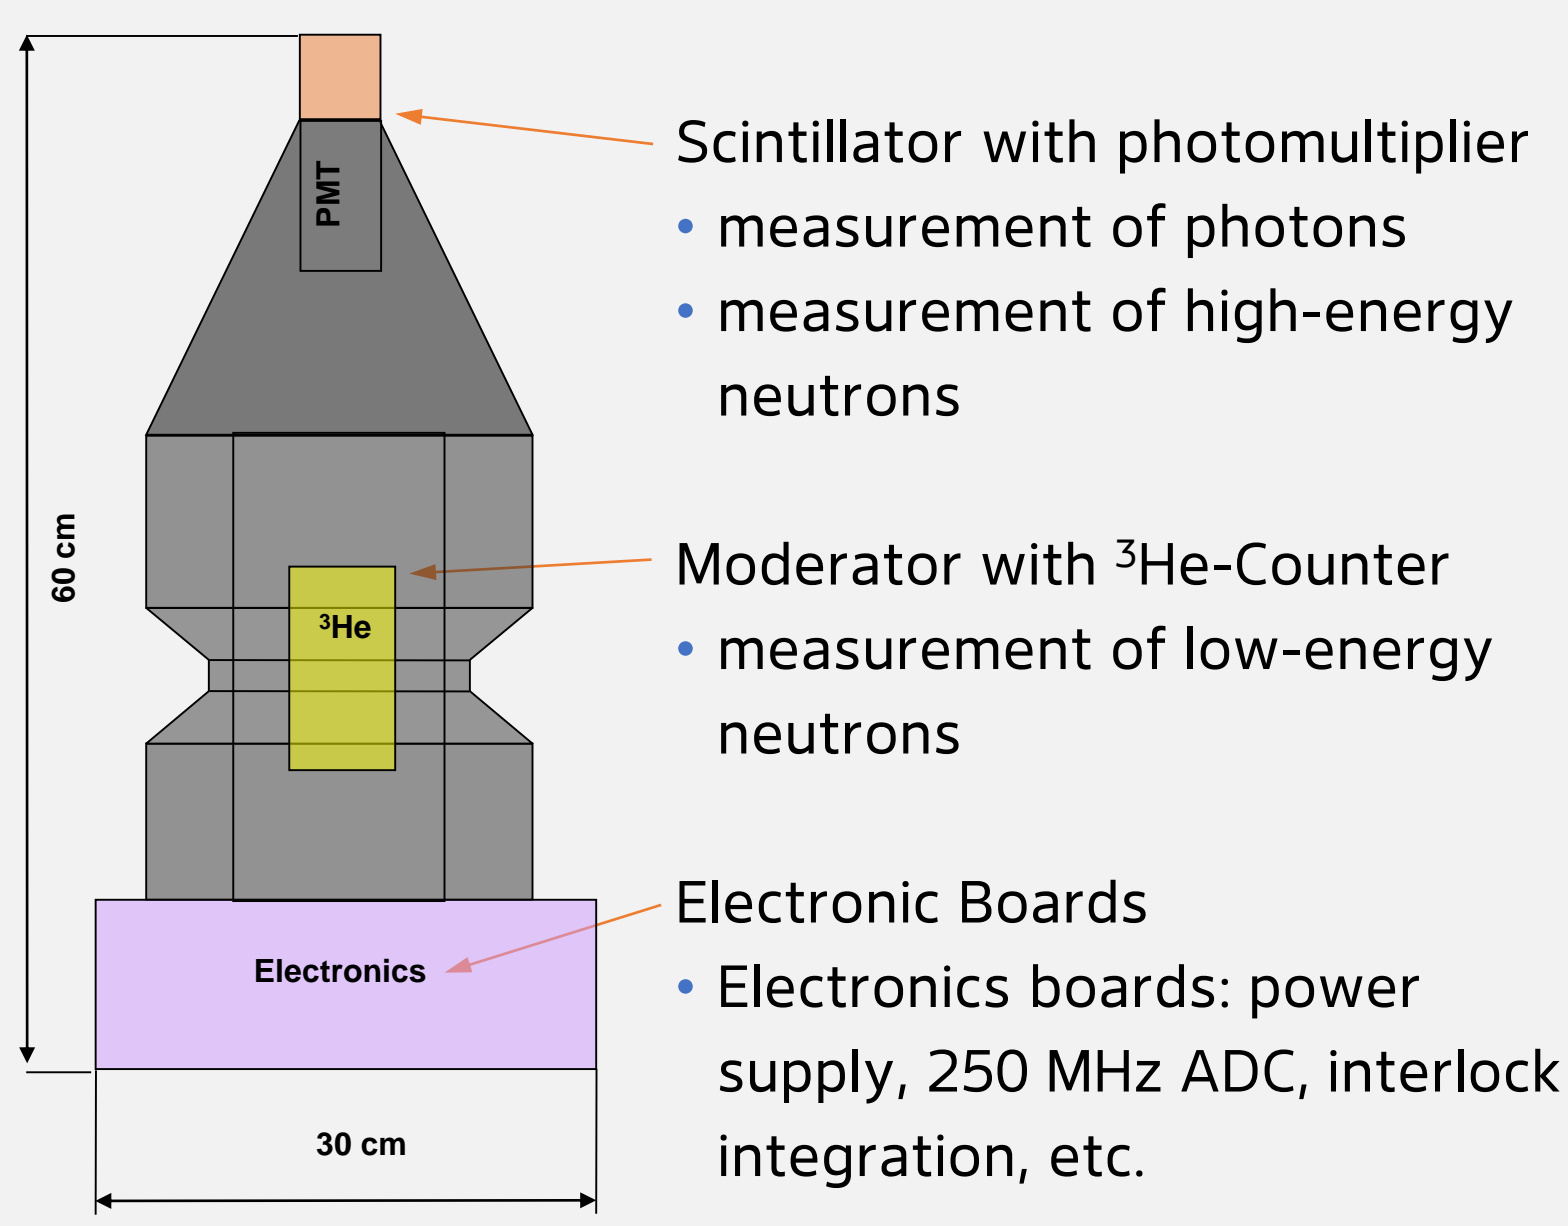 PMT
Scintillator with photomultiplier
• measurement of photons
• measurement of high-energy
neutrons
60 cm
³He
Moderator with ³He-Counter
• measurement of low-energy
neutrons
Electronics
Electronic Boards
• Electronics boards: power
supply, 250 MHz ADC, interlock
integration, etc.
30 cm